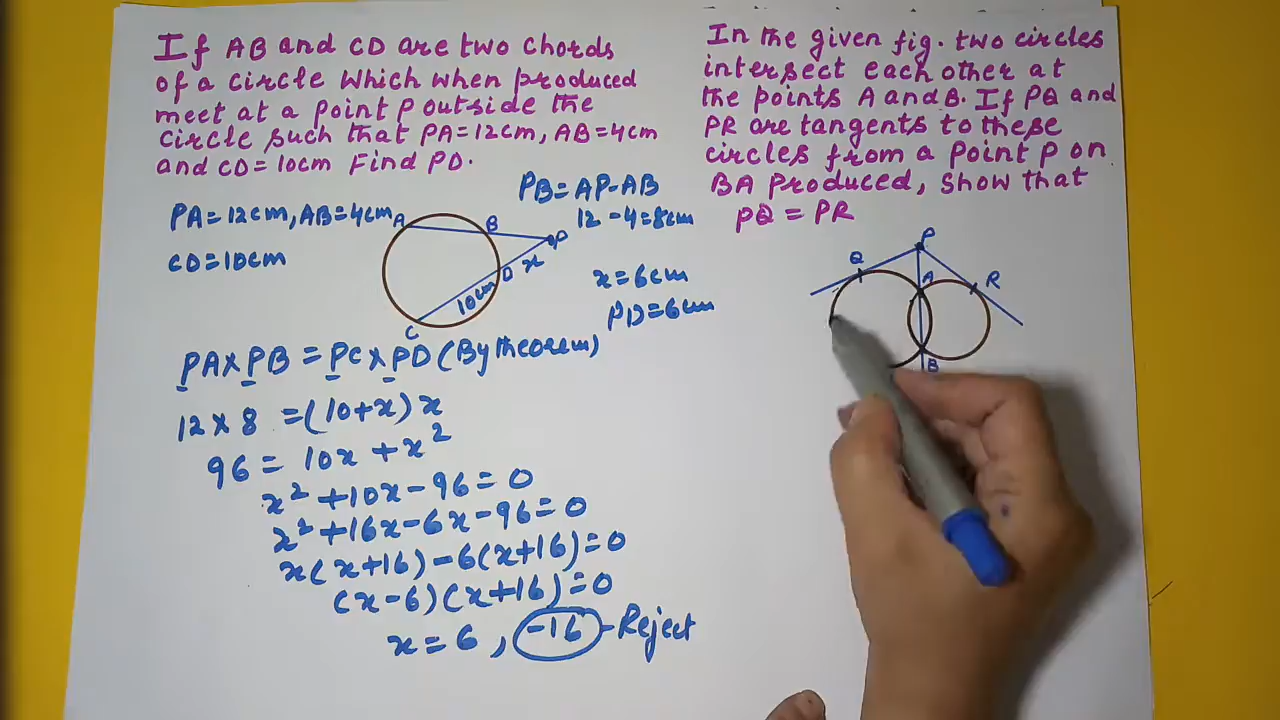 If AB and CD are two chords
of a circle which when produced
meet at a point P outside the
circle such that PA=12cm, AB=4cm
and CD=10cm Find PD.
PB=AP-AB
12-4=8cm
PA=12cm, AB=4cm
CD=10cm
A
B
P
D
x
10cm
C
x=6cm
PD=6cm
PA×PB=PC×PD (By theorem)
12×8=(10+x)x
96=10x+x²
x²+10x-96=0
x²+16x-6x-96=0
x(x+16)-6(x+16)=0
(x-6)(x+16)=0
x=6, -16-Reject
In the given fig. two circles
intersect each other at
the points A and B. If PQ and
PR are tangents to these
circles from a point P on
BA produced, show that
PQ=PR
P
Q
A
R
B